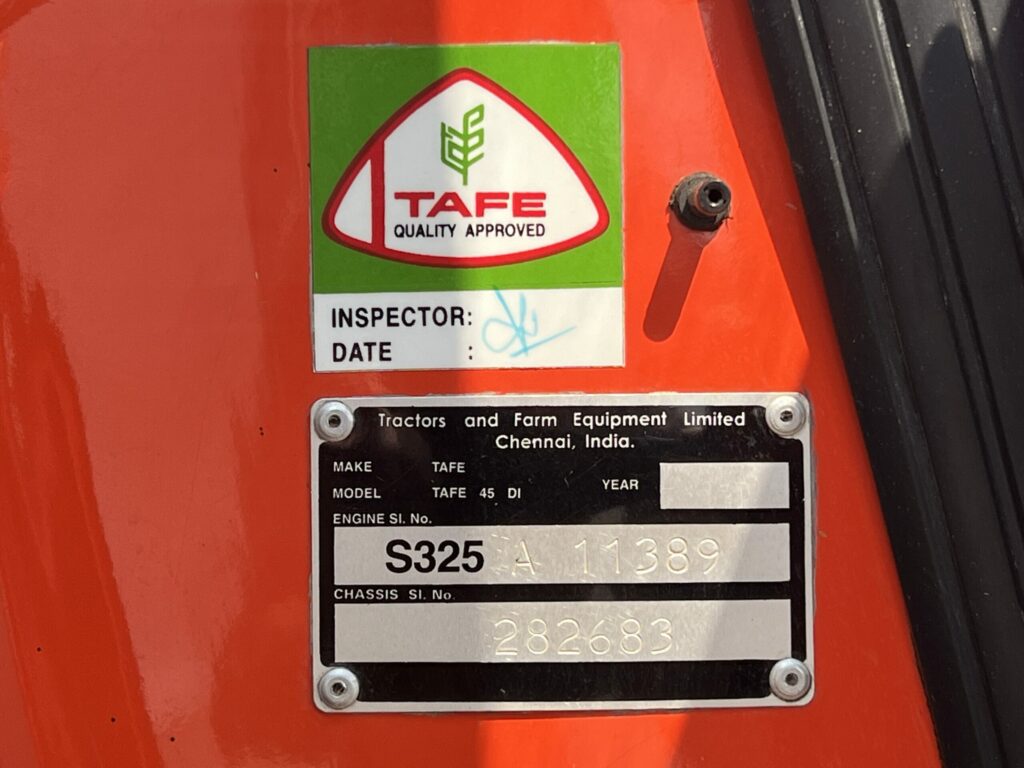 TAFE
QUALITY APPROVED
INSPECTOR:
DATE :
Tractors and Farm Equipment Limited
Chennai, India.
MAKE TAFE
MODEL TAFE 45 DI YEAR
ENGINE Sl. No.
S325 A 11389
CHASSIS Sl. No.
282683